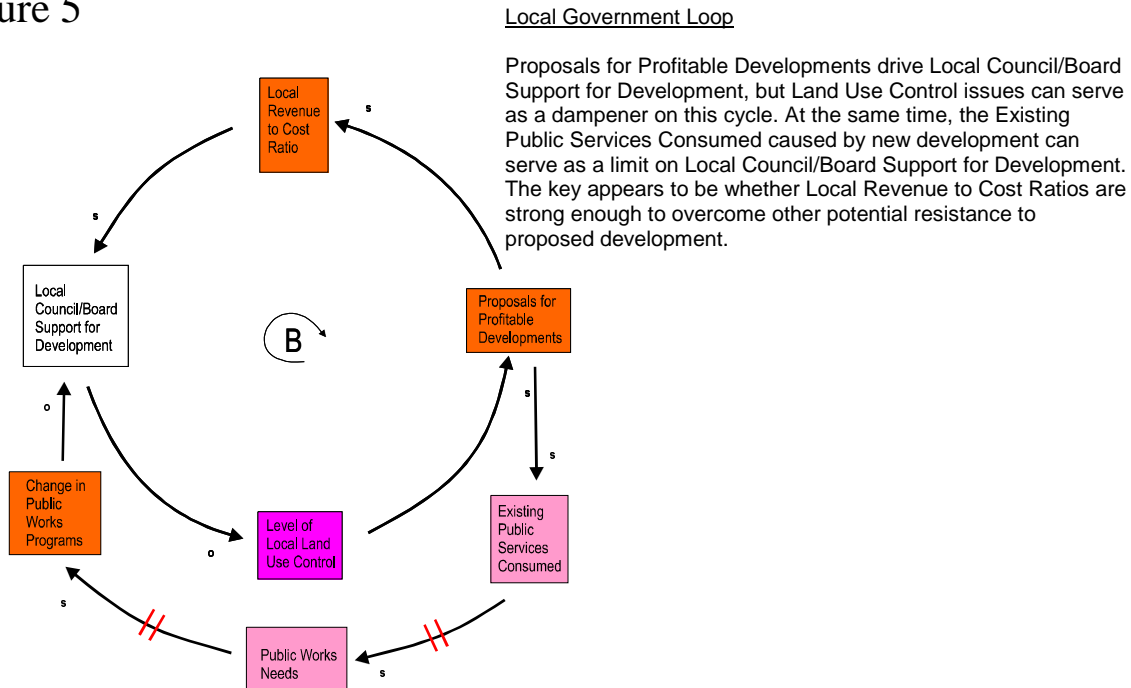 ure 5
Local Government Loop
Proposals for Profitable Developments drive Local Council/Board
Support for Development, but Land Use Control issues can serve
as a dampener on this cycle. At the same time, the Existing
Public Services Consumed caused by new development can
serve as a limit on Local Council/Board Support for Development.
The key appears to be whether Local Revenue to Cost Ratios are
strong enough to overcome other potential resistance to
proposed development.
Local
Revenue
to Cost
Ratio
s
s
Local
Council/Board
Support for
Development
Proposals for
Profitable
Developments
B
s
o
s
Change in
Public
Works
Programs
Level of
Local Land
Use Control
Existing
Public
Services
Consumed
o
s
Public Works
Needs
s